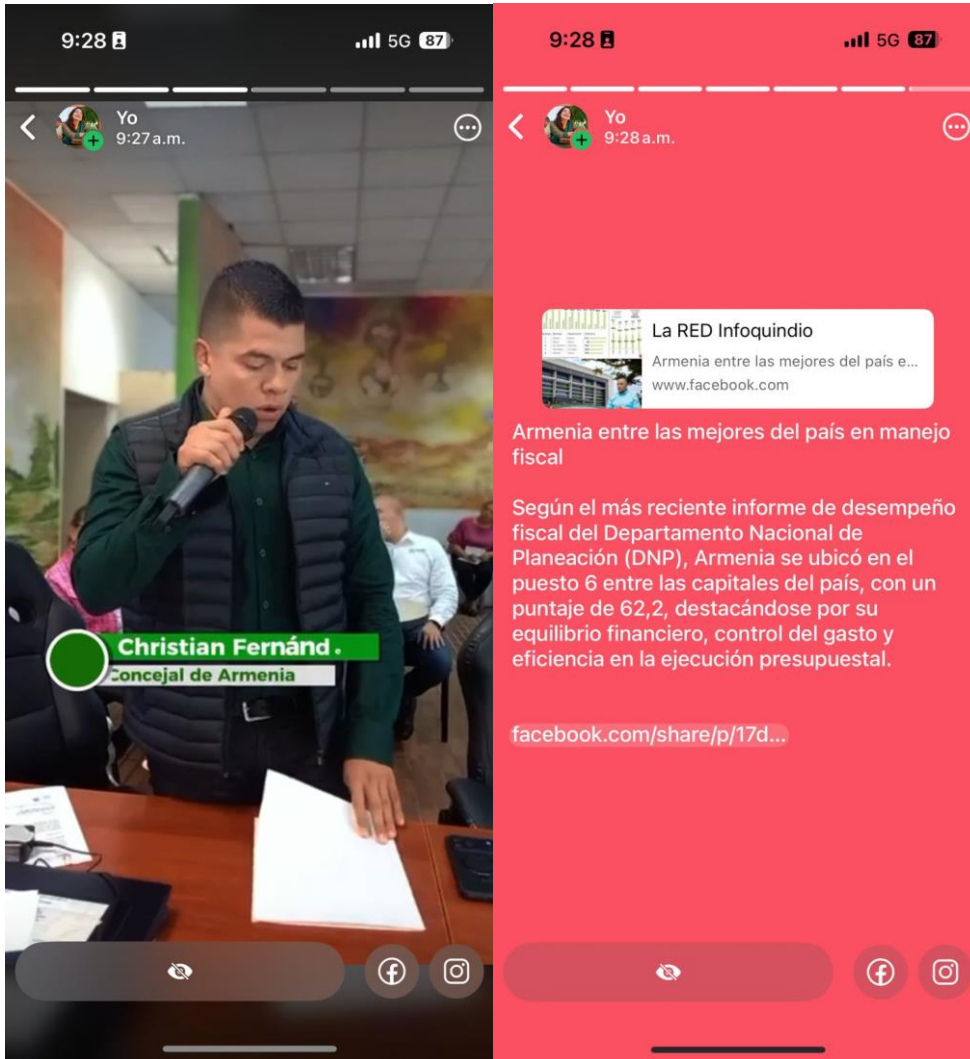 9:28
5G 87
Yo
9:27 a.m.
Christian Fernánd
Concejal de Armenia
9:28
5G 87
Yo
9:28 a.m.
La RED Infoquindio
Armenia entre las mejores del país e...
www.facebook.com
Armenia entre las mejores del país en manejo
fiscal
Según el más reciente informe de desempeño
fiscal del Departamento Nacional de
Planeación (DNP), Armenia se ubicó en el
puesto 6 entre las capitales del país, con un
puntaje de 62,2, destacándose por su
equilibrio financiero, control del gasto y
eficiencia en la ejecución presupuestal.
facebook.com/share/p/17d...